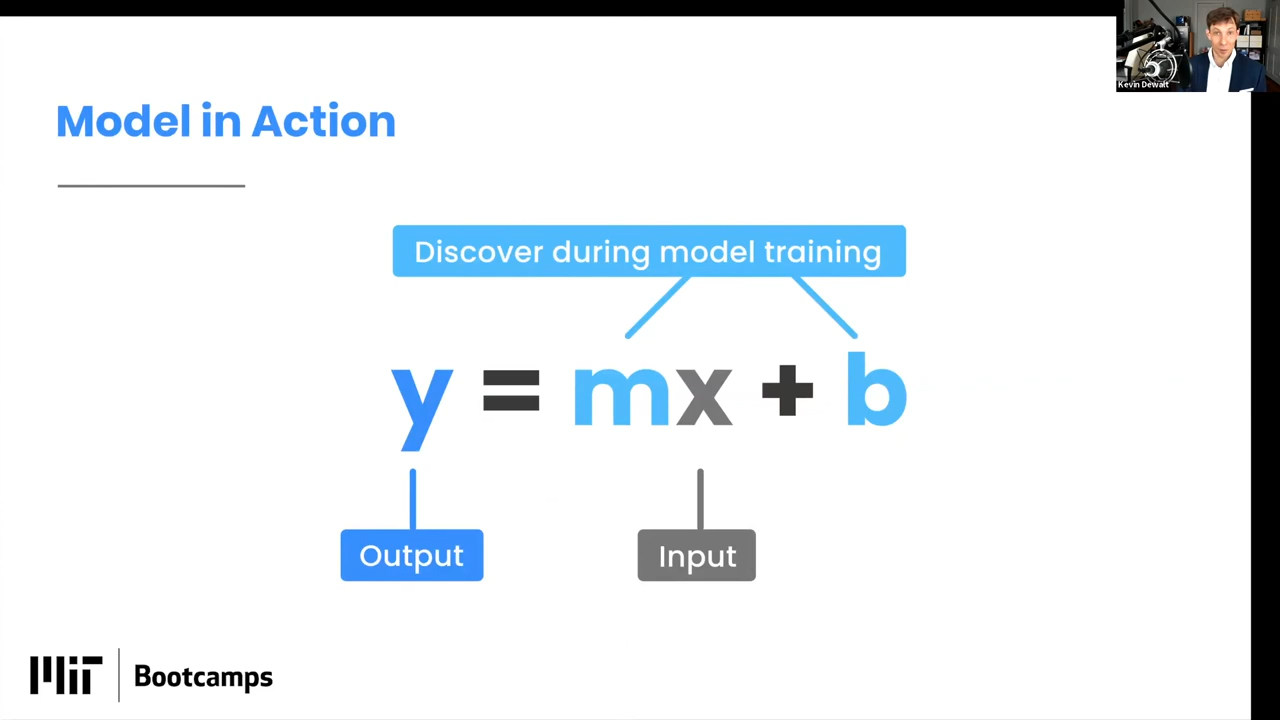 Kevin Dewalt
Model in Action
Discover during model training
y = mx + b
Output
Input
MIT
Bootcamps